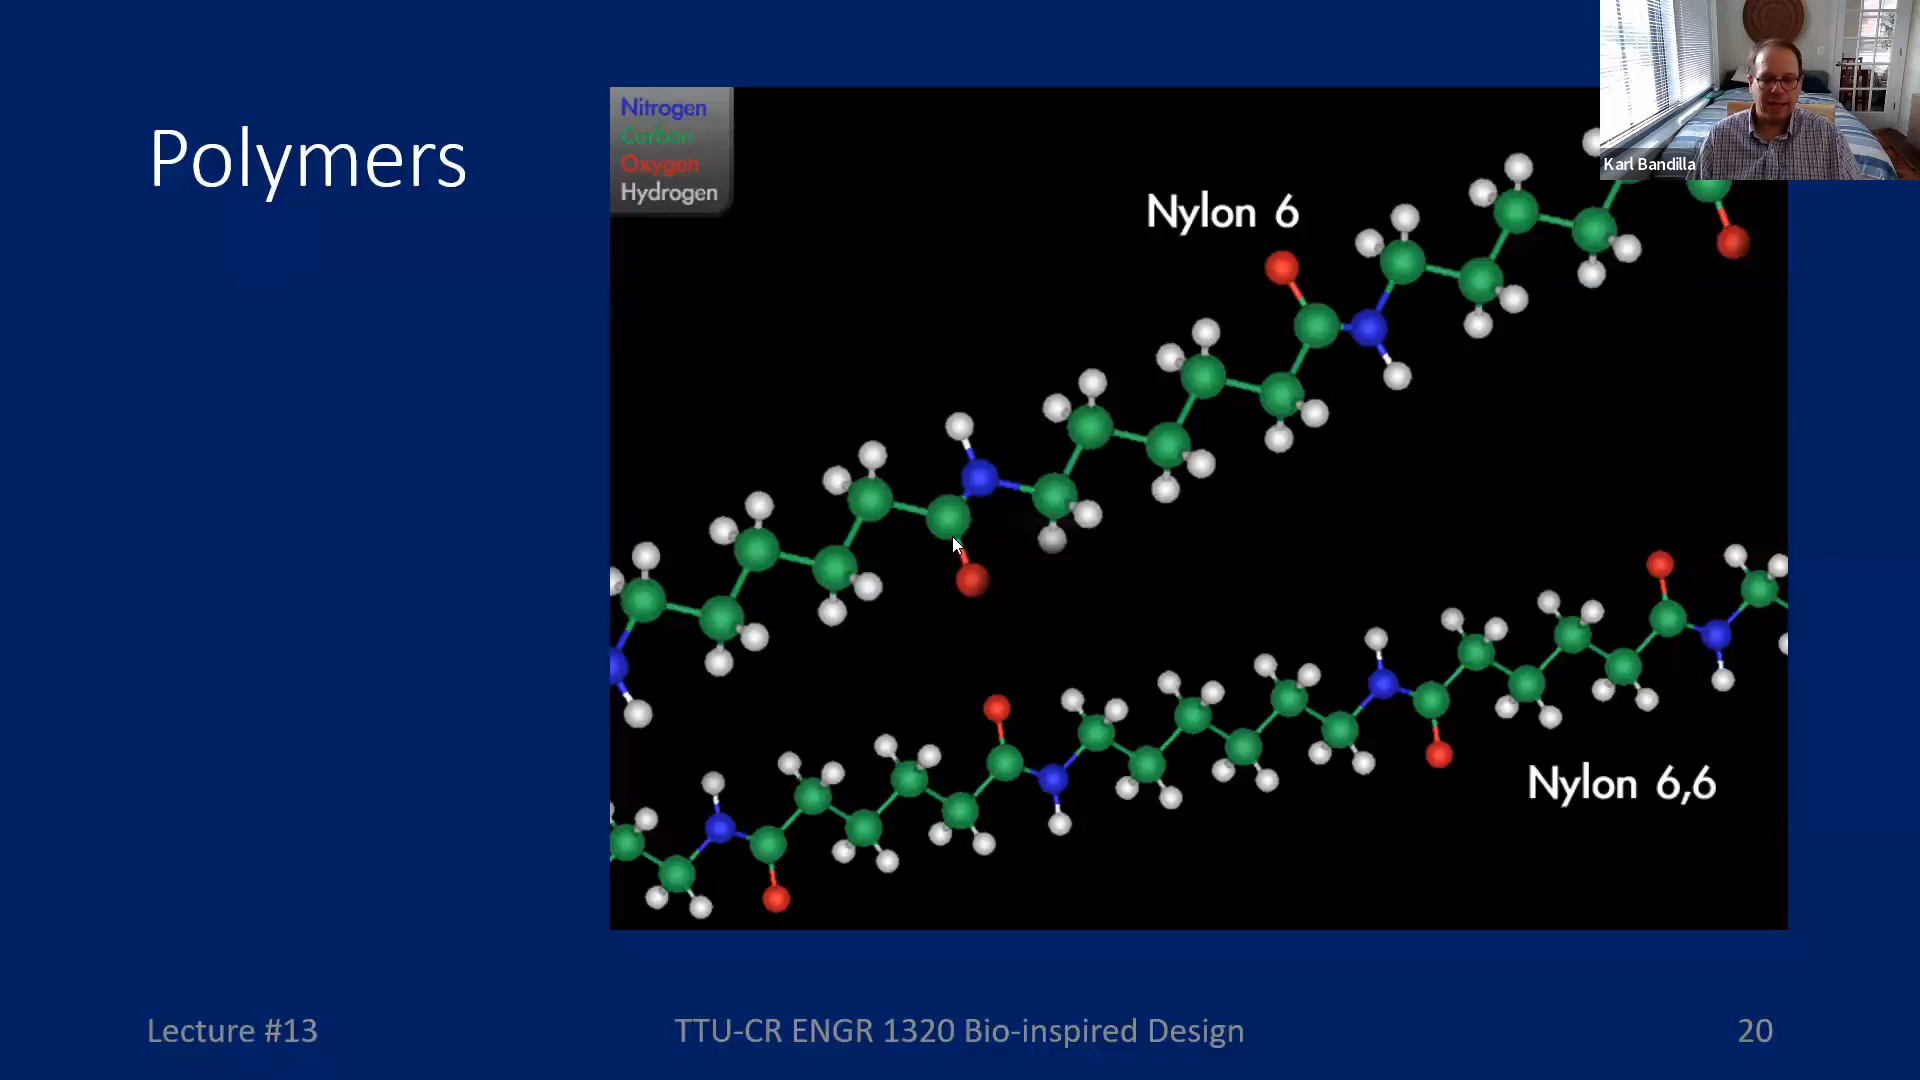 Polymers
Nitrogen
Carbon
Oxygen
Hydrogen
Nylon 6
Karl Bandilla
Nylon 6,6
Lecture #13
TTU-CR ENGR 1320 Bio-inspired Design
20